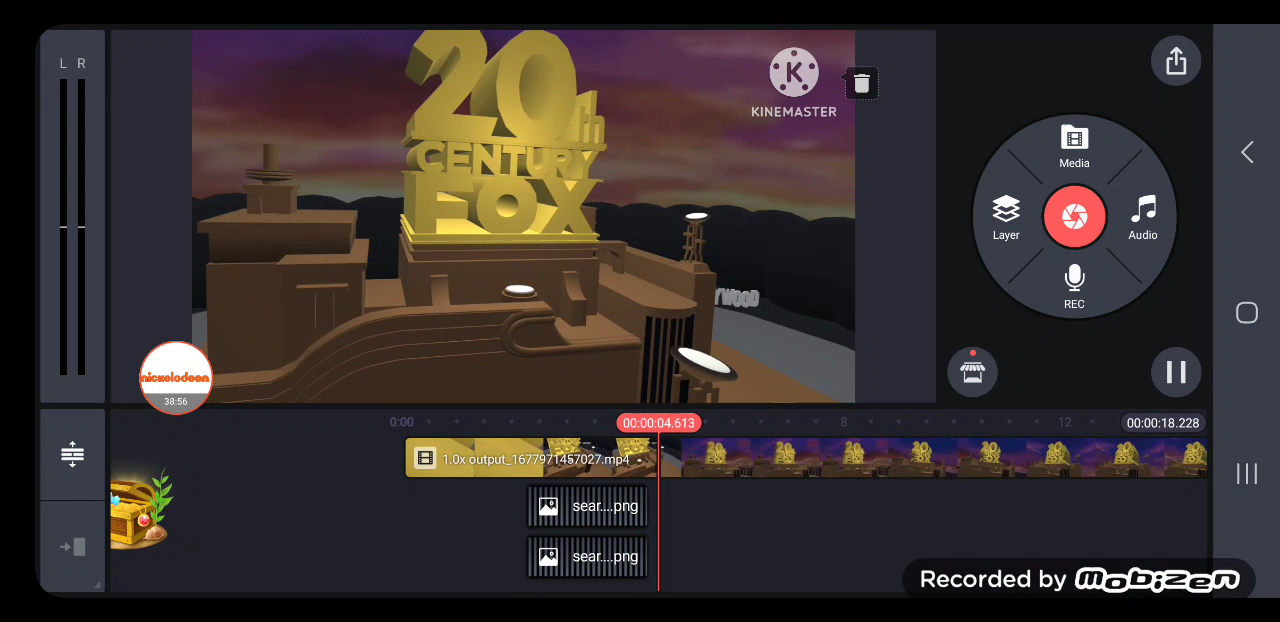 L R
20th
CENTURY
FOX
YWOOD
KINEMASTER
Media
Layer
Audio
REC
nickelodeon
38:56
0:00
00:00:04.613
8
12
00:00:18.228
1.0x output_1677971457027.mp4
sear....png
sear....png
Recorded by mobizen